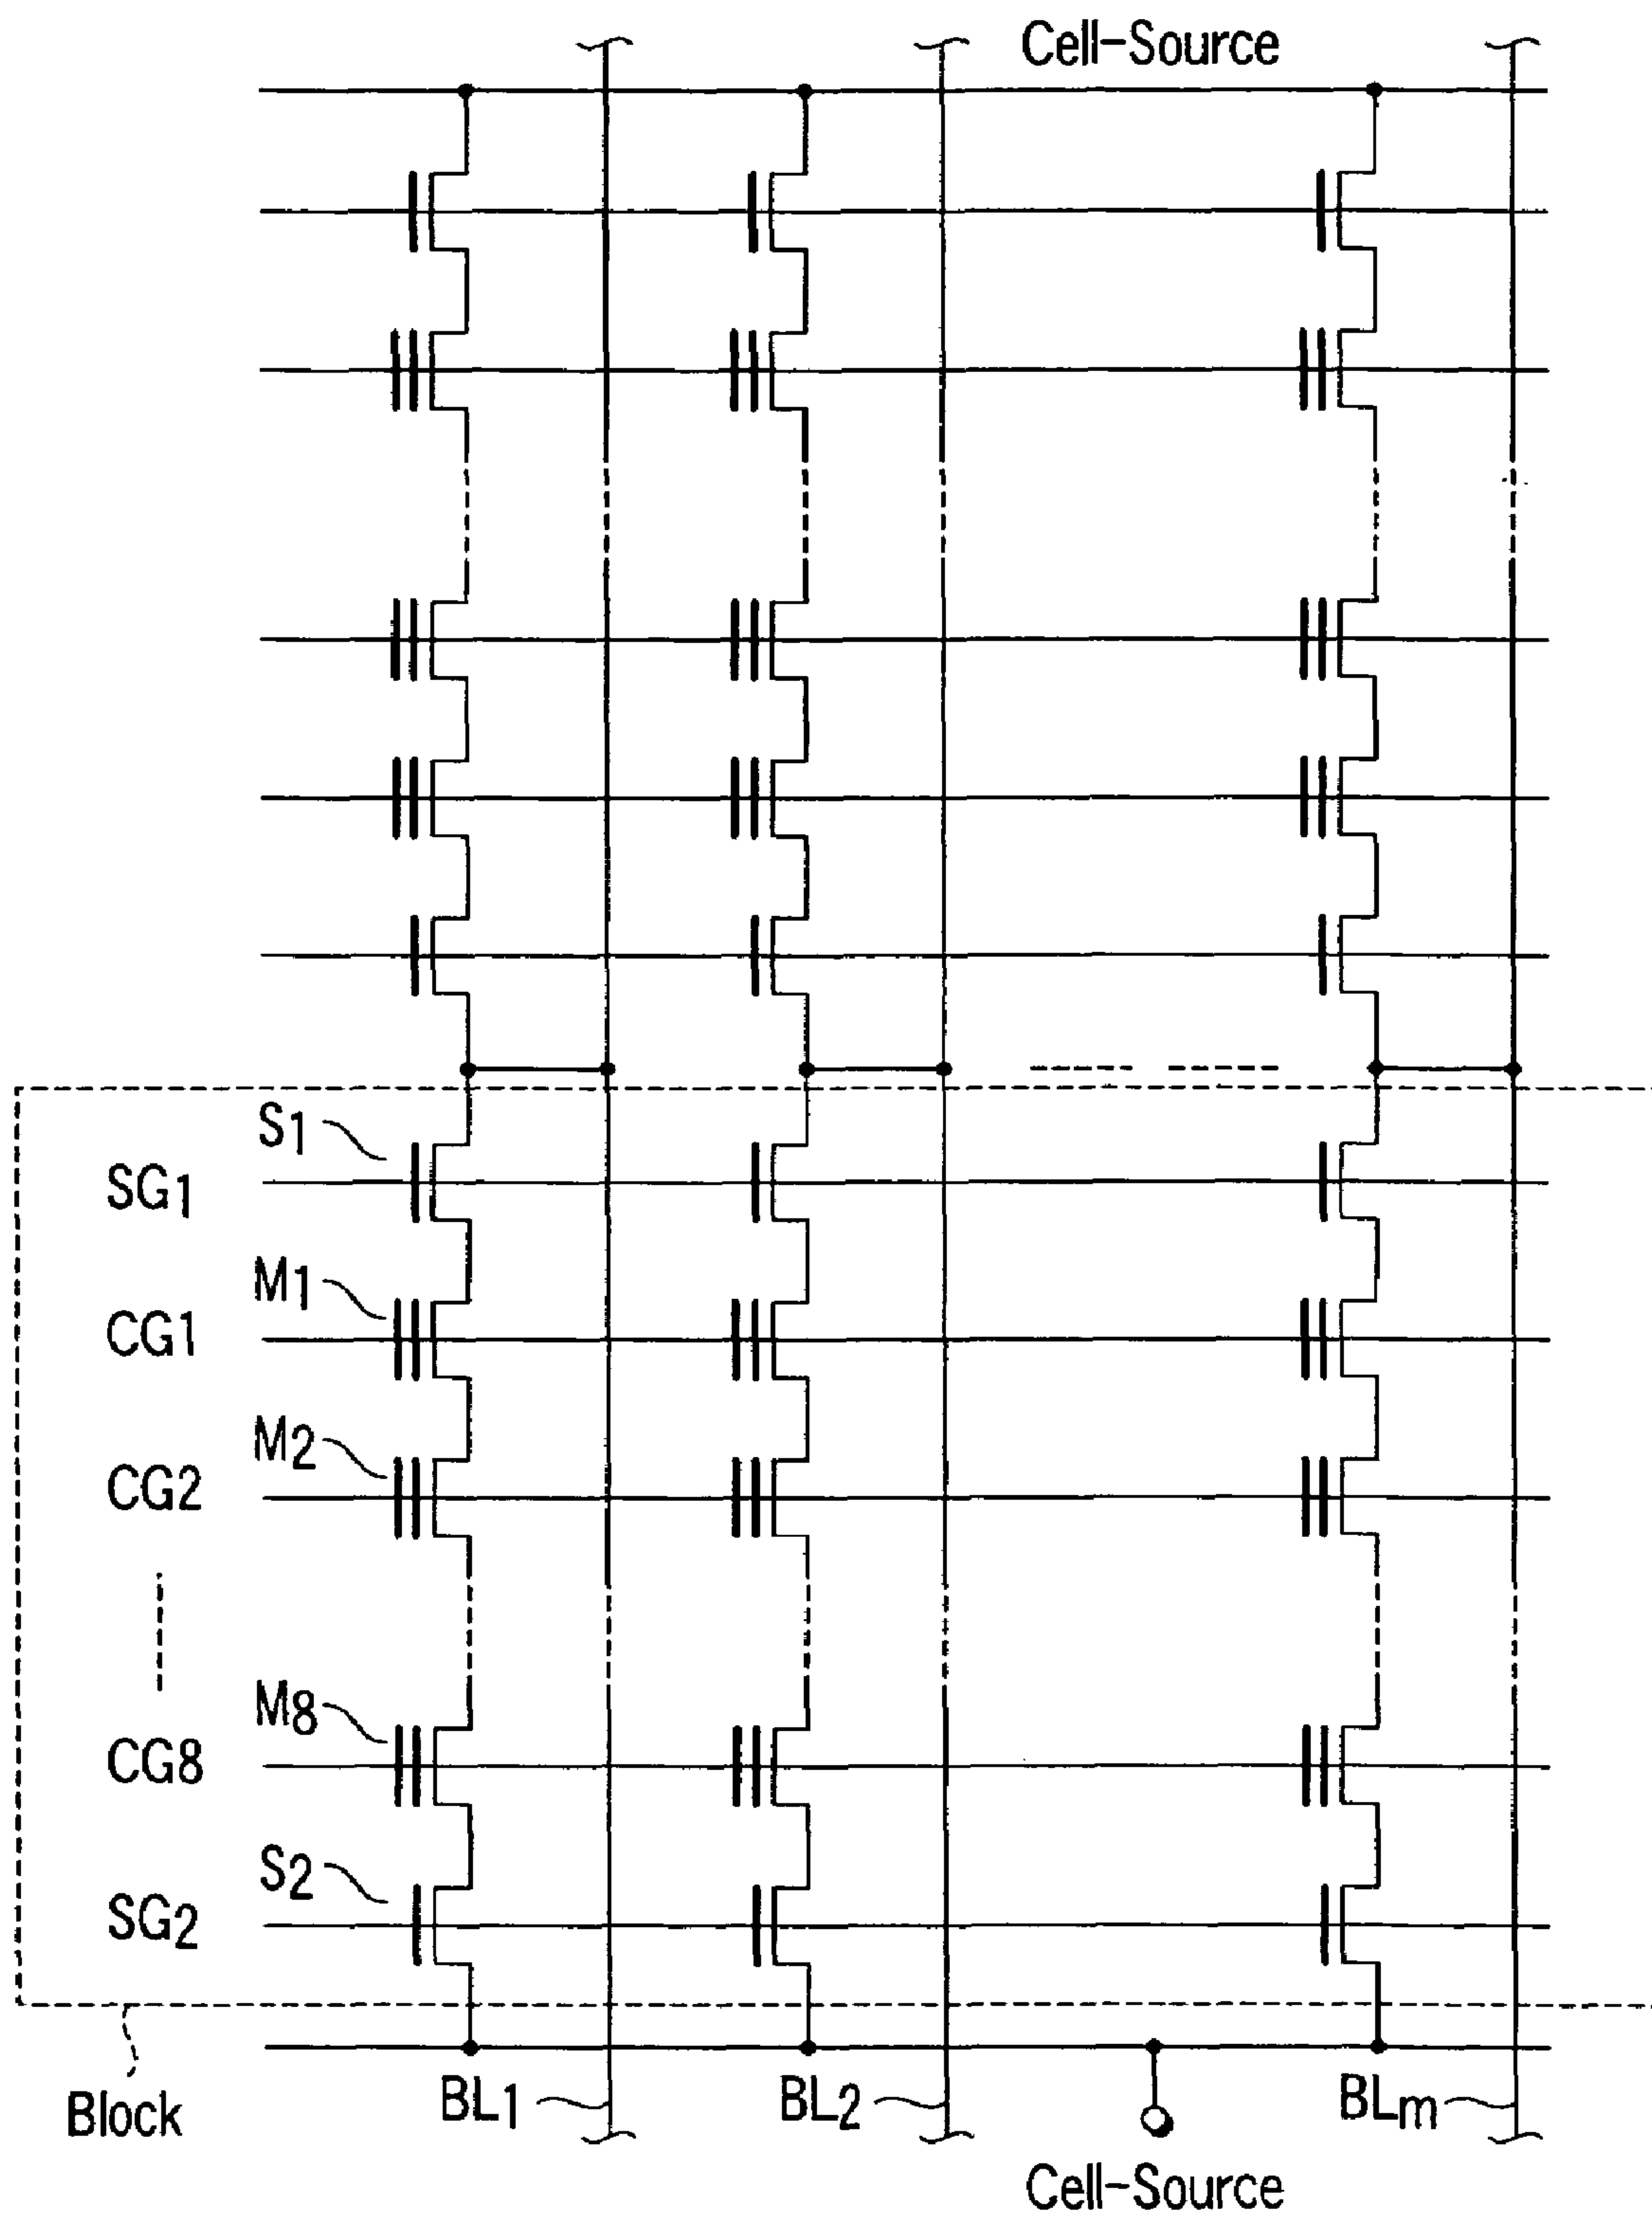 Cell-Source
S1
SG1
M1
CG1
M2
CG2
M8
CG8
S2
SG2
Block
BL1
BL2
BLm
Cell-Source